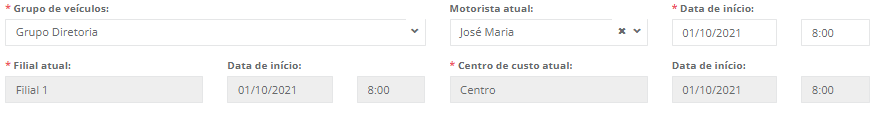 * Grupo de veículos: Motorista atual: * Data de início:
Grupo Diretoria José Maria 01/10/2021 8:00
* Filial atual: Data de início: * Centro de custo atual: Data de início:
Filial 1 01/10/2021 8:00 Centro 01/10/2021 8:00